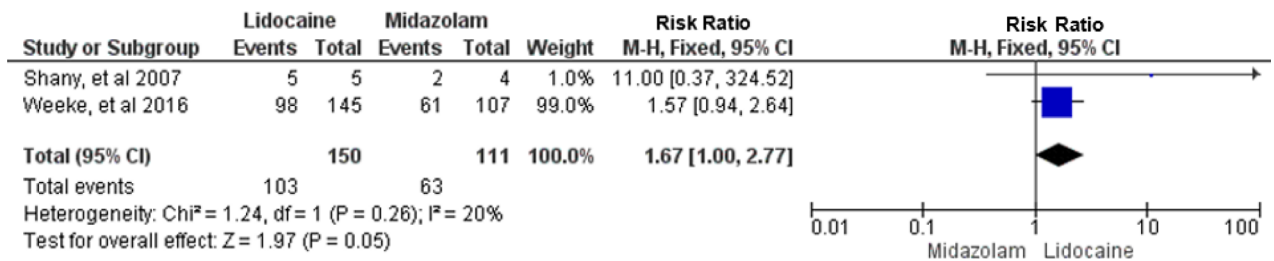 Lidocaine Midazolam Risk Ratio Risk Ratio
Study or Subgroup Events Total Events Total Weight M-H, Fixed, 95% CI M-H, Fixed, 95% CI
Shany, et al 2007 5 5 2 4 1.0% 11.00 [0.37, 324.52]
Weeke, et al 2016 98 145 61 107 99.0% 1.57 [0.94, 2.64]
Total (95% CI) 150 111 100.0% 1.67 [1.00, 2.77]
Total events 103 63
Heterogeneity: Chi² = 1.24, df = 1 (P = 0.26); I² = 20%
Test for overall effect: Z = 1.97 (P = 0.05)
0.01 0.1 1 10 100
Midazolam Lidocaine